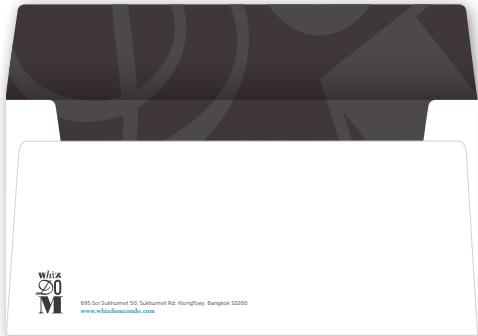 whiz
DO
M
695 Soi Sukhumvit 50, Sukhumvit Rd. KlongToey. Bangkok 10260
www.whizdomcondo.com